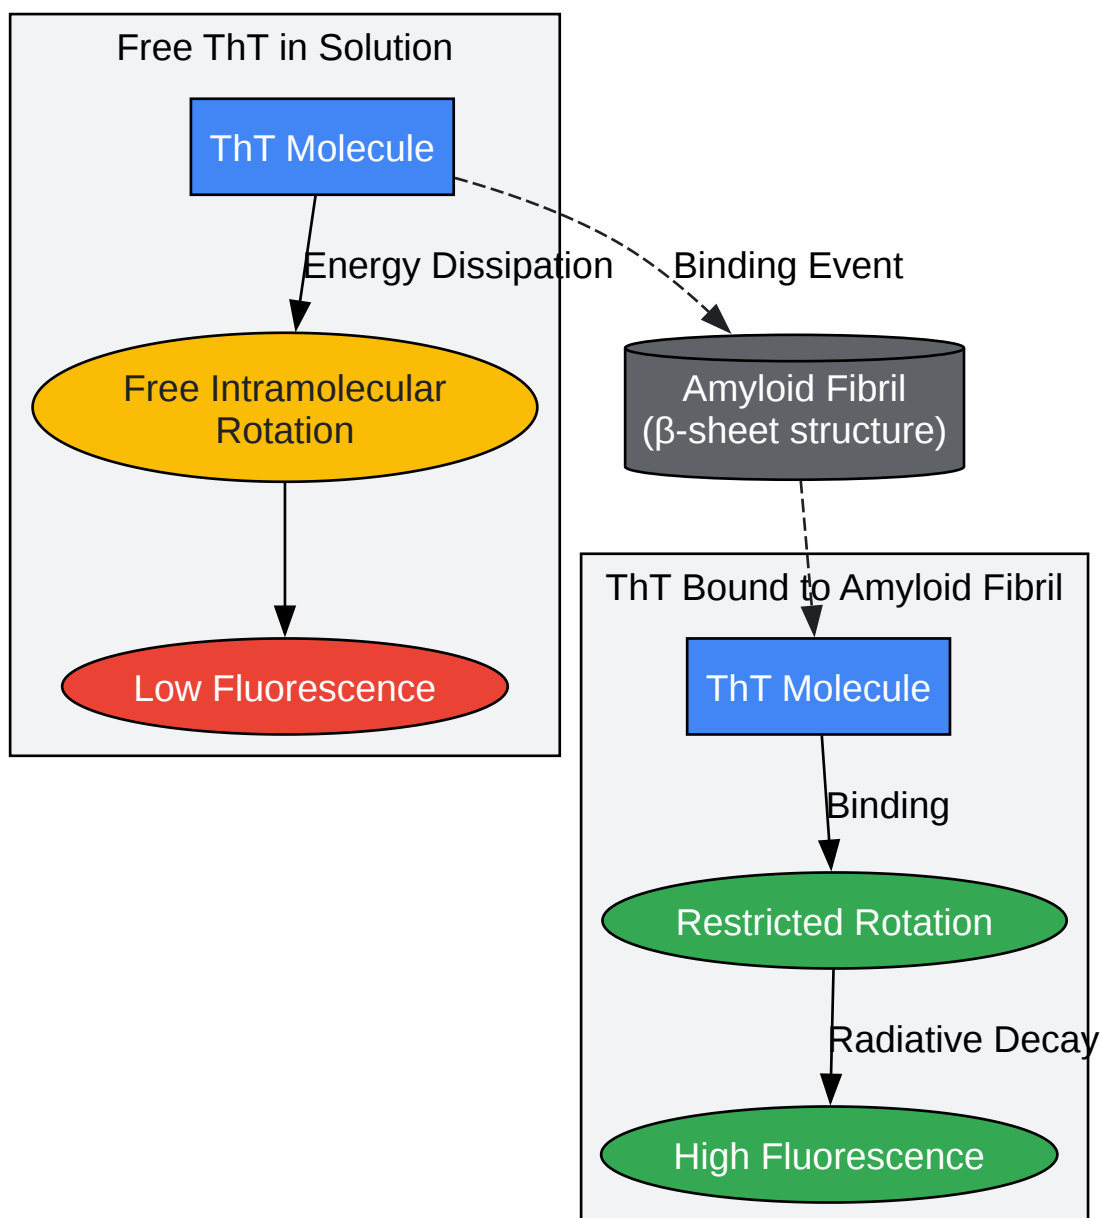 Free ThT in Solution
ThT Molecule
Energy Dissipation
Binding Event
Free Intramolecular
Rotation
Amyloid Fibril
(β-sheet structure)
Low Fluorescence
ThT Bound to Amyloid Fibril
ThT Molecule
Binding
Restricted Rotation
Radiative Decay
High Fluorescence